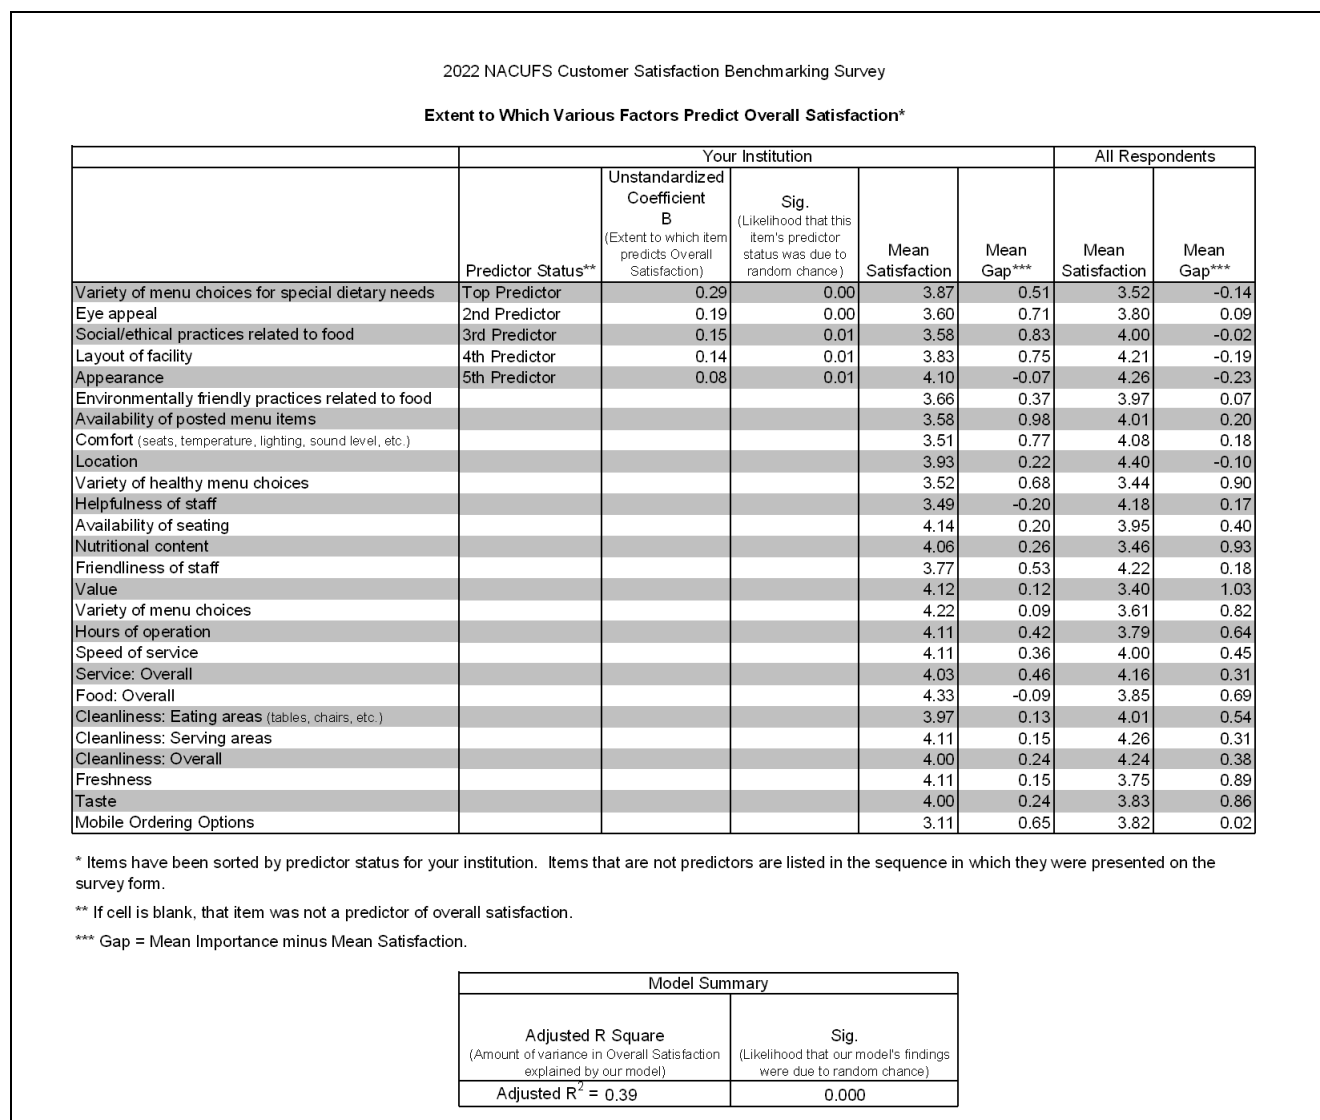 2022 NACUFS Customer Satisfaction Benchmarking Survey
Extent to Which Various Factors Predict Overall Satisfaction*
Your Institution All Respondents
Predictor Status** Unstandardized Coefficient B (Extent to which item predicts Overall Satisfaction) Sig. (Likelihood that this item's predictor status was due to random chance) Mean Satisfaction Mean Gap*** Mean Satisfaction Mean Gap***
Variety of menu choices for special dietary needs Top Predictor 0.29 0.00 3.87 0.51 3.52 -0.14
Eye appeal 2nd Predictor 0.19 0.00 3.60 0.71 3.80 0.09
Social/ethical practices related to food 3rd Predictor 0.15 0.01 3.58 0.83 4.00 -0.02
Layout of facility 4th Predictor 0.14 0.01 3.83 0.75 4.21 -0.19
Appearance 5th Predictor 0.08 0.01 4.10 -0.07 4.26 -0.23
Environmentally friendly practices related to food 3.66 0.37 3.97 0.07
Availability of posted menu items 3.58 0.98 4.01 0.20
Comfort (seats, temperature, lighting, sound level, etc.) 3.51 0.77 4.08 0.18
Location 3.93 0.22 4.40 -0.10
Variety of healthy menu choices 3.52 0.68 3.44 0.90
Helpfulness of staff 3.49 -0.20 4.18 0.17
Availability of seating 4.14 0.20 3.95 0.40
Nutritional content 4.06 0.26 3.46 0.93
Friendliness of staff 3.77 0.53 4.22 0.18
Value 4.12 0.12 3.40 1.03
Variety of menu choices 4.22 0.09 3.61 0.82
Hours of operation 4.11 0.42 3.79 0.64
Speed of service 4.11 0.36 4.00 0.45
Service: Overall 4.03 0.46 4.16 0.31
Food: Overall 4.33 -0.09 3.85 0.69
Cleanliness: Eating areas (tables, chairs, etc.) 3.97 0.13 4.01 0.54
Cleanliness: Serving areas 4.11 0.15 4.26 0.31
Cleanliness: Overall 4.00 0.24 4.24 0.38
Freshness 4.11 0.15 3.75 0.89
Taste 4.00 0.24 3.83 0.86
Mobile Ordering Options 3.11 0.65 3.82 0.02
* Items have been sorted by predictor status for your institution. Items that are not predictors are listed in the sequence in which they were presented on the
survey form.
** If cell is blank, that item was not a predictor of overall satisfaction.
*** Gap = Mean Importance minus Mean Satisfaction.
Model Summary
Adjusted R Square (Amount of variance in Overall Satisfaction explained by our model) Sig. (Likelihood that our model's findings were due to random chance)
Adjusted R² = 0.39 0.000